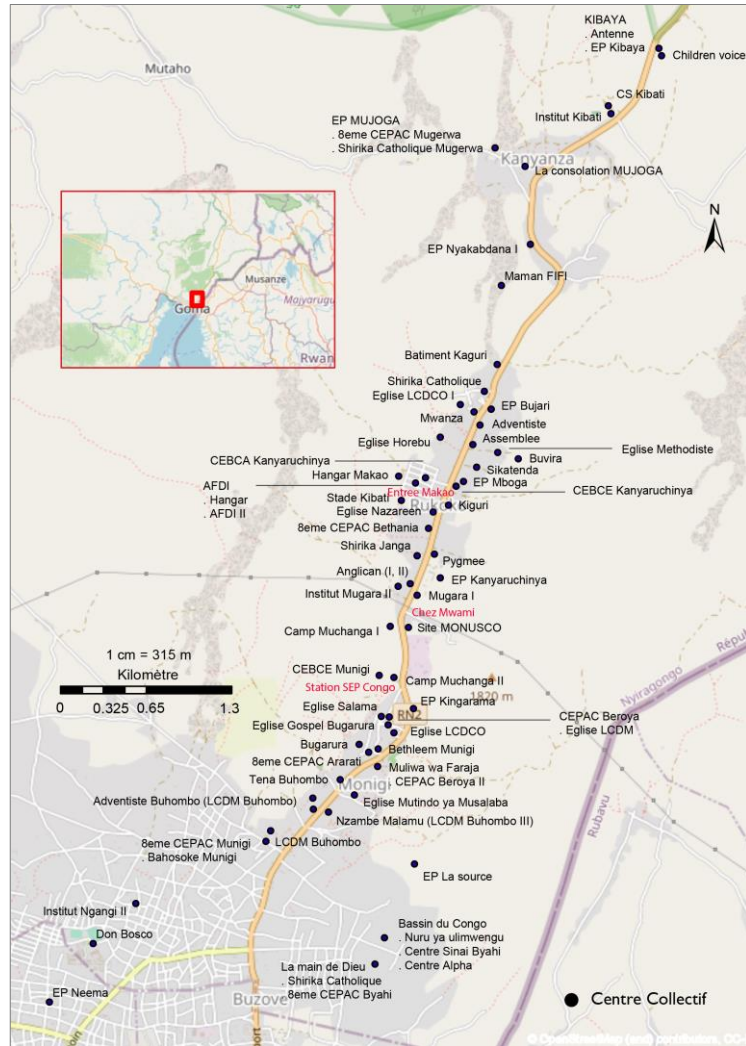 KIBAYA
. Antenne
. EP Kibaya
Children voice
Mutaho
CS Kibati
Institut Kibati
EP MUJOGA
. 8eme CEPAC Mugerwa
. Shirika Catholique Mugerwa
Kanyanza
La consolation MUJOGA
N
Musanze
Goma
Rwan
EP Nyakabdana I
Maman FIFI
Batiment Kaguri
Shirika Catholique
Eglise LCDCO I
EP Bujari
Mwanza
Adventiste
Eglise Horebu
Assemblee
Eglise Methodiste
CEBCA Kanyaruchinya
Buvira
Sikatenda
Hangar Makao
EP Mboga
AFDI
. Hangar
. AFDI II
Entree Makao
CEBCE Kanyaruchinya
Stade Kibati
Kiguri
Eglise Nazareen
8eme CEPAC Bethania
Shirika Janga
Pygmee
Anglican (I, II)
EP Kanyaruchinya
Institut Mugara II
Mugara I
Chez Mwami
Camp Muchanga I
Site MONUSCO
1 cm = 315 m
Kilomètre
0 0.325 0.65 1.3
CEBCE Munigi
Camp Muchanga II
Station SEP Congo
1820 m
Nyiragongo
EP Kingarama
Eglise Salama
RN2
CEPAC Beroya
. Eglise LCDM
Eglise Gospel Bugarura
Eglise LCDCO
Bugarura
Bethleem Munigi
8eme CEPAC Ararati
Muliwa wa Faraja
Tena Buhombo
Monigi
CEPAC Beroya II
Rubavu
Adventiste Buhombo (LCDM Buhombo)
Eglise Mutindo ya Musalaba
Nzambe Malamu (LCDM Buhombo III)
8eme CEPAC Munigi
. Bahosoke Munigi
LCDM Buhombo
EP La source
Institut Ngangi II
Don Bosco
Bassin du Congo
. Nuru ya ulimwengu
. Centre Sinai Byahi
. Centre Alpha
La main de Dieu
. Shirika Catholique
8eme CEPAC Byahi
EP Neema
Buzove
Centre Collectif